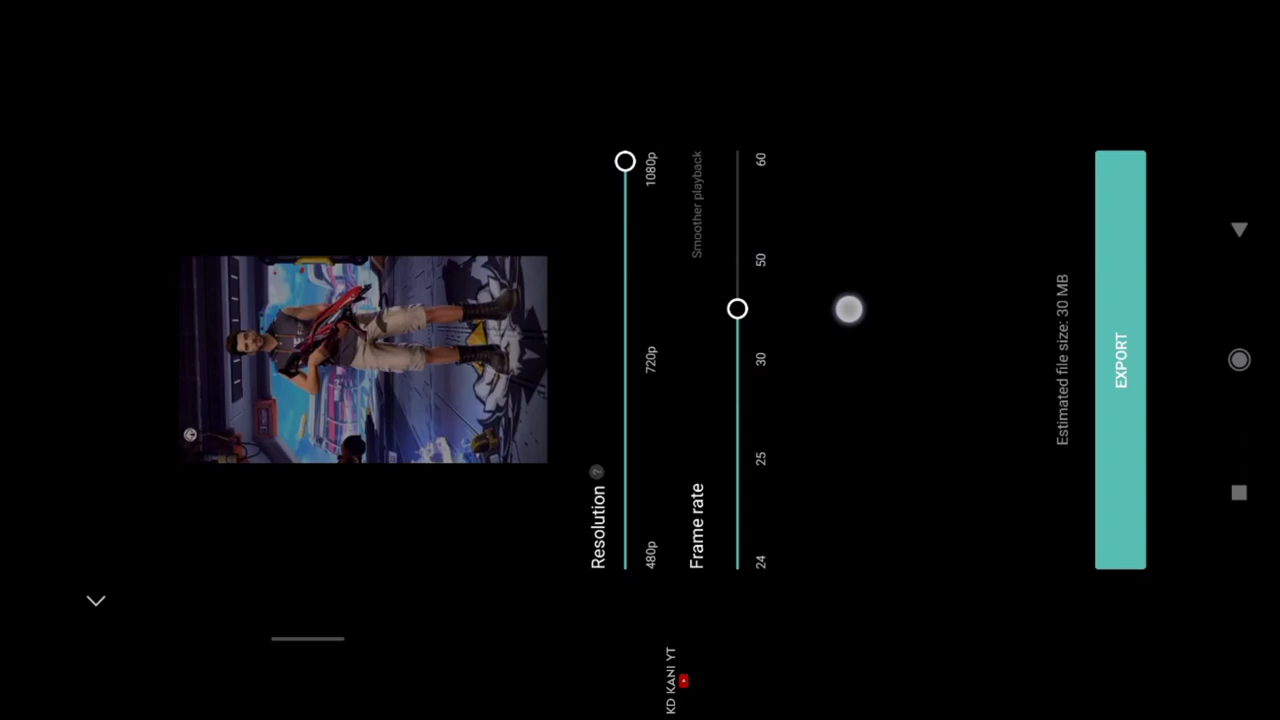 Resolution ?
480p 720p 1080p
Frame rate Smoother playback
24 25 30 50 60
Estimated file size: 30 MB
EXPORT
KD KANI YT